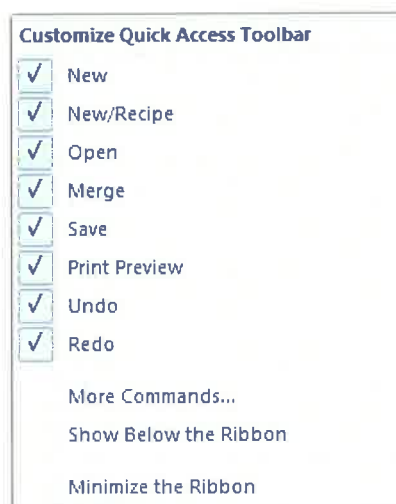 Customize Quick Access Toolbar
New
New/Recipe
Open
Merge
Save
Print Preview
Undo
Redo
More Commands...
Show Below the Ribbon
Minimize the Ribbon